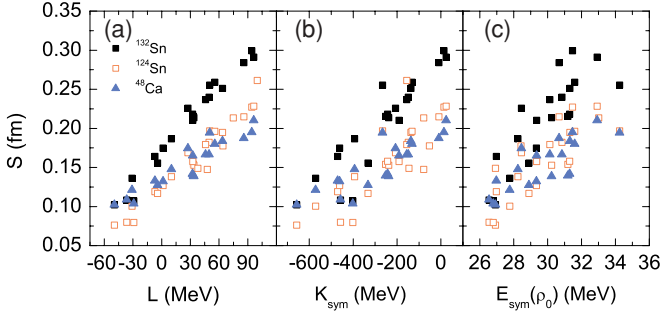 (a) (b) (c)
¹³²Sn
¹²⁴Sn
⁴⁸Ca
0.35
0.30
0.25
0.20
0.15
0.10
0.05
S (fm)
-60 -30 0 30 60 90 -600 -400 -200 0 26 28 30 32 34 36
L (MeV) K_sym (MeV) E_sym(ρ₀) (MeV)